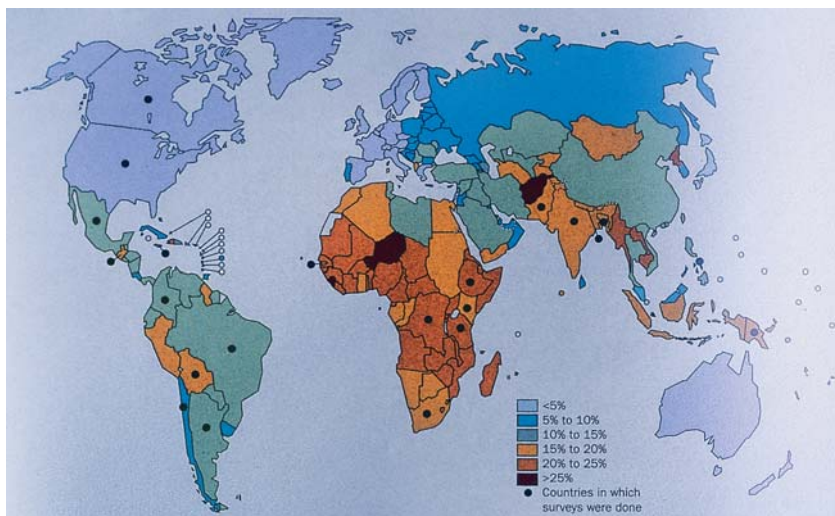 <5%
5% to 10%
10% to 15%
15% to 20%
20% to 25%
>25%
Countries in which
surveys were done